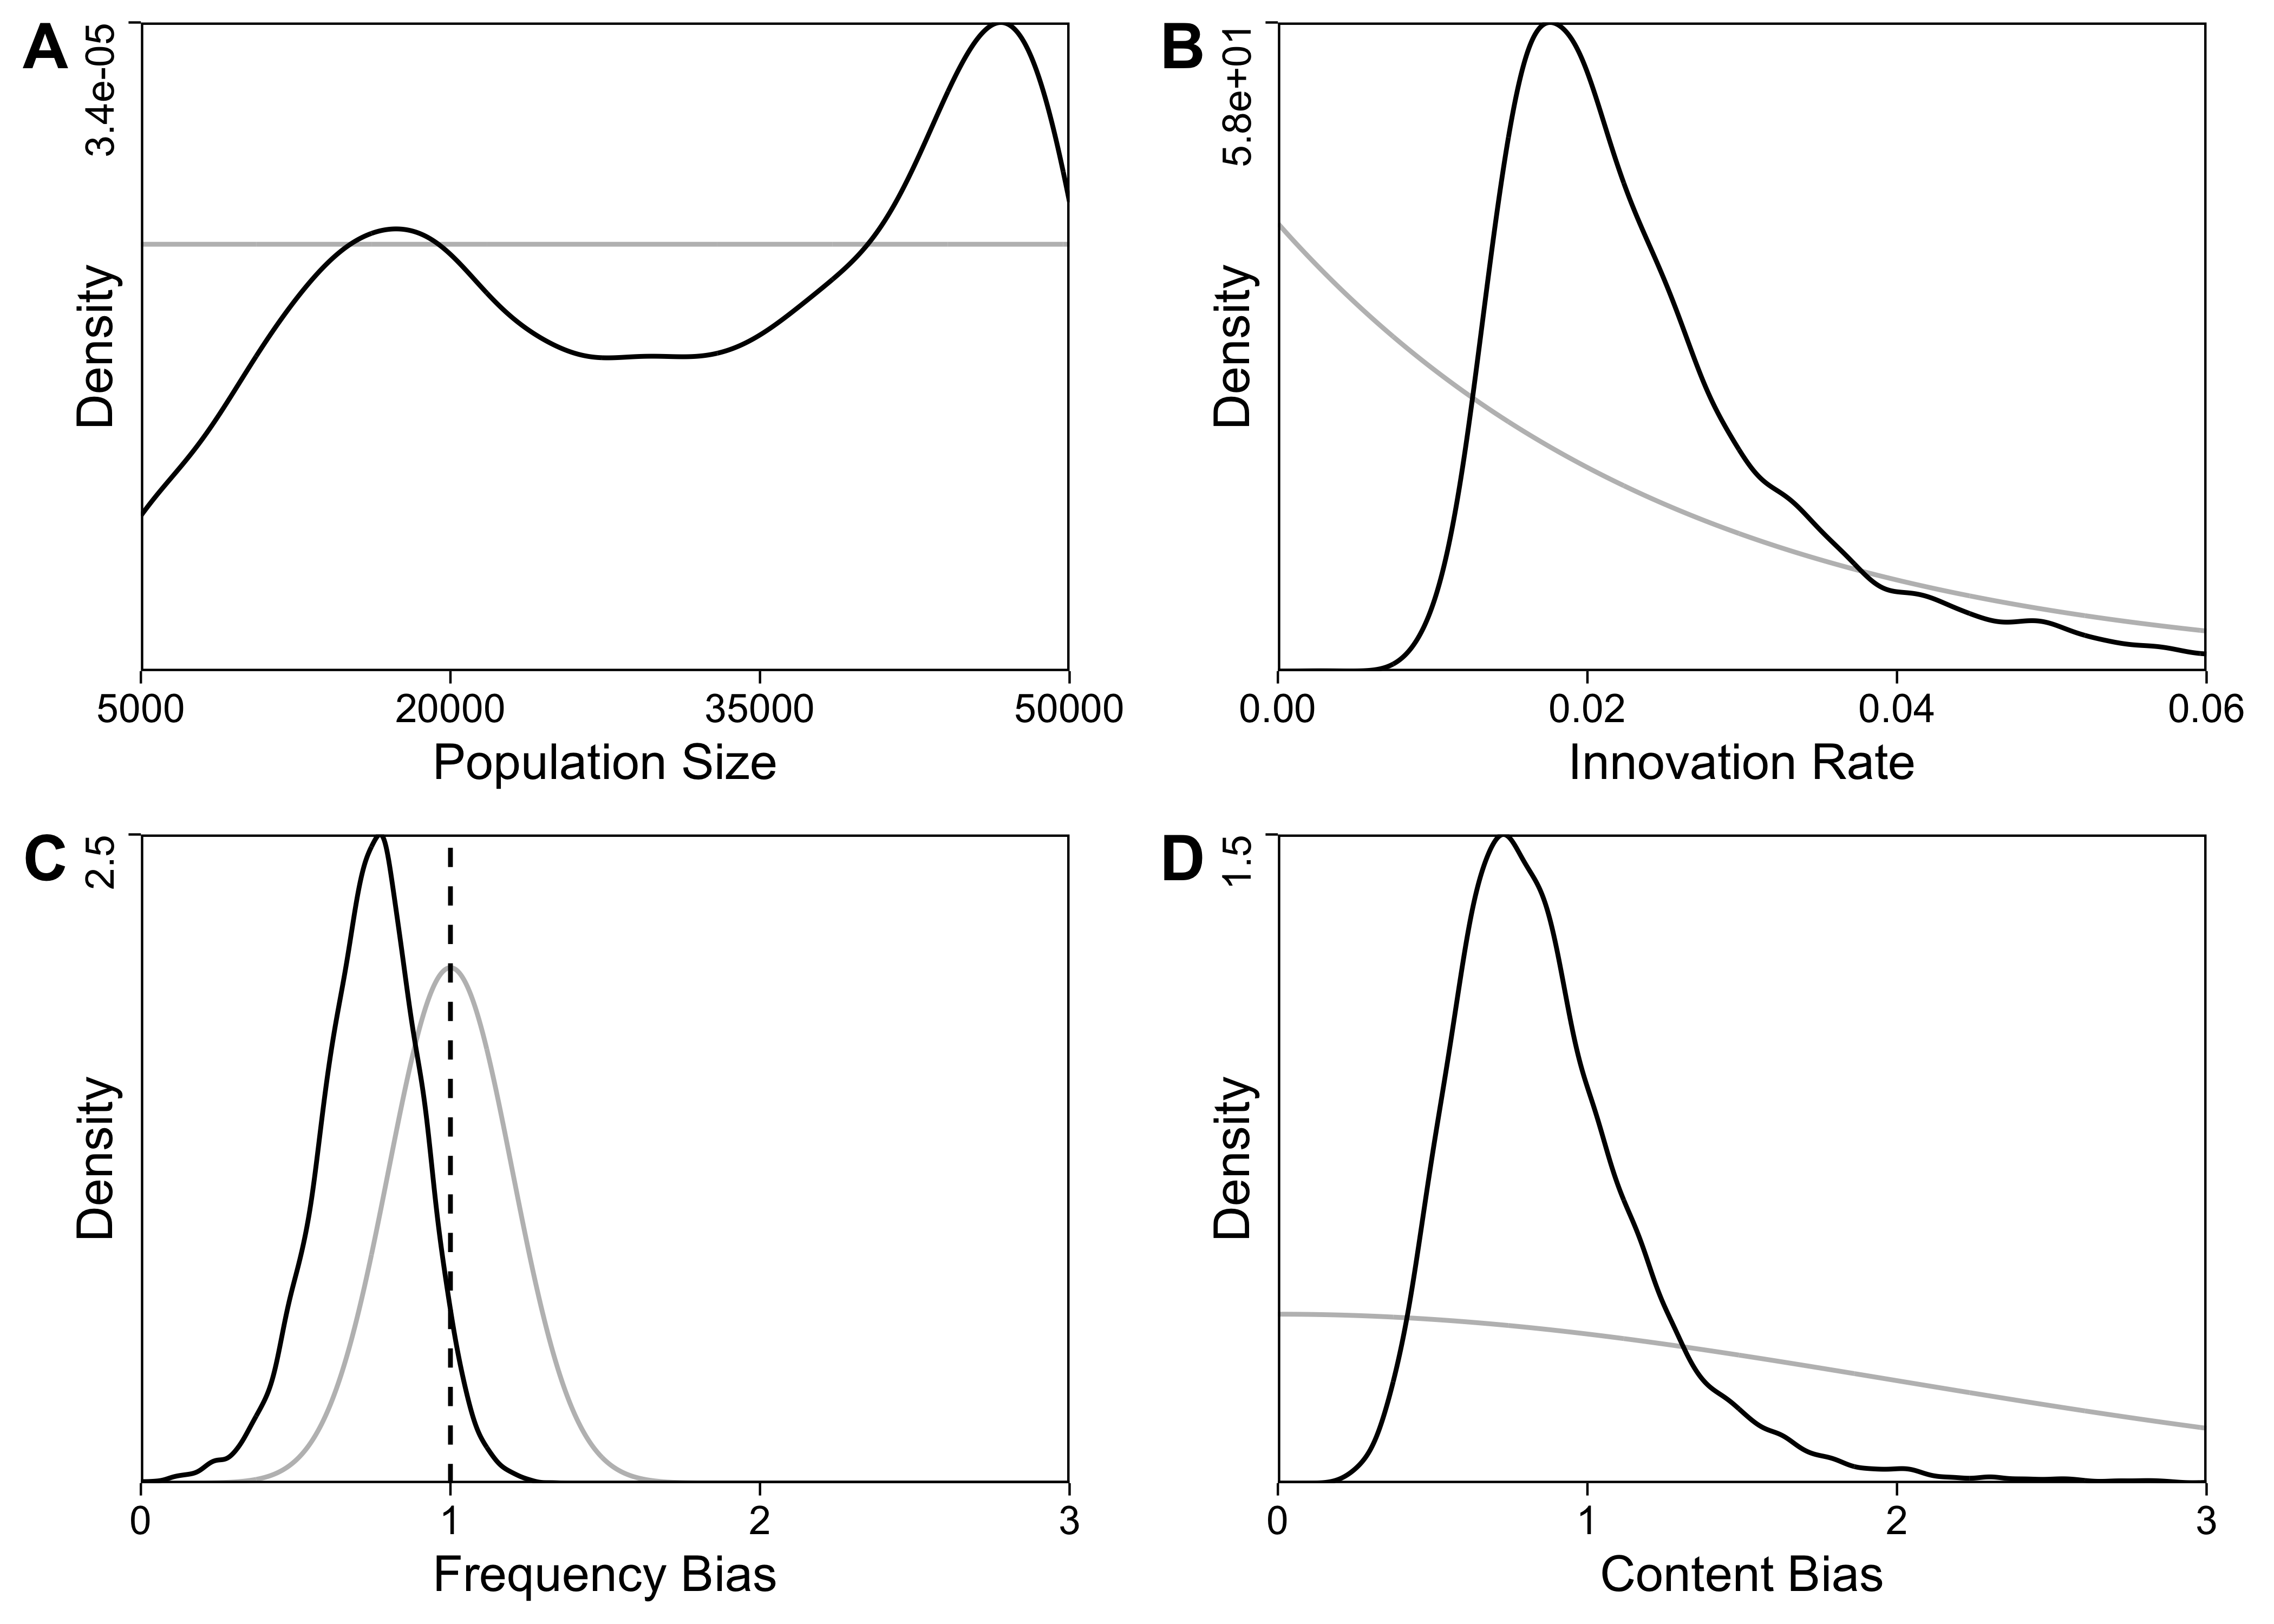 A
3.4e-05
Density
5000 20000 35000 50000
Population Size
B
5.8e+01
Density
0.00 0.02 0.04 0.06
Innovation Rate
C
2.5
Density
0 1 2 3
Frequency Bias
D
1.5
Density
0 1 2 3
Content Bias